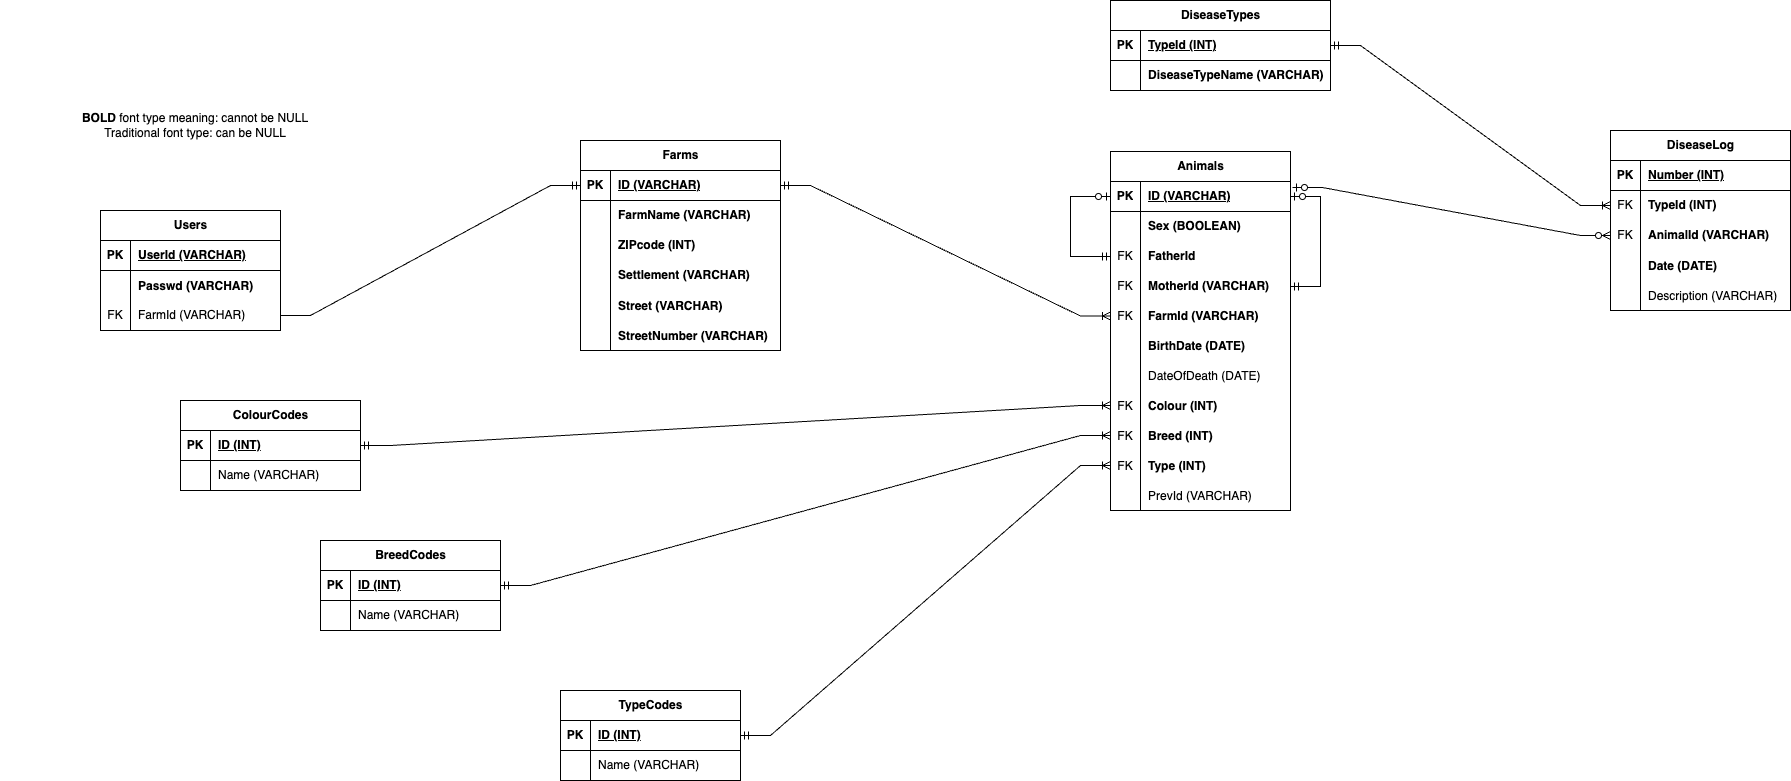 DiseaseTypes
PK TypeId (INT)
DiseaseTypeName (VARCHAR)
BOLD font type meaning: cannot be NULL
Traditional font type: can be NULL
Farms
PK ID (VARCHAR)
FarmName (VARCHAR)
ZIPcode (INT)
Settlement (VARCHAR)
Street (VARCHAR)
StreetNumber (VARCHAR)
Animals
PK ID (VARCHAR)
Sex (BOOLEAN)
FK FatherId
FK MotherId (VARCHAR)
FK FarmId (VARCHAR)
BirthDate (DATE)
DateOfDeath (DATE)
FK Colour (INT)
FK Breed (INT)
FK Type (INT)
PrevId (VARCHAR)
DiseaseLog
PK Number (INT)
FK TypeId (INT)
FK AnimalId (VARCHAR)
Date (DATE)
Description (VARCHAR)
Users
PK UserId (VARCHAR)
Passwd (VARCHAR)
FK FarmId (VARCHAR)
ColourCodes
PK ID (INT)
Name (VARCHAR)
BreedCodes
PK ID (INT)
Name (VARCHAR)
TypeCodes
PK ID (INT)
Name (VARCHAR)